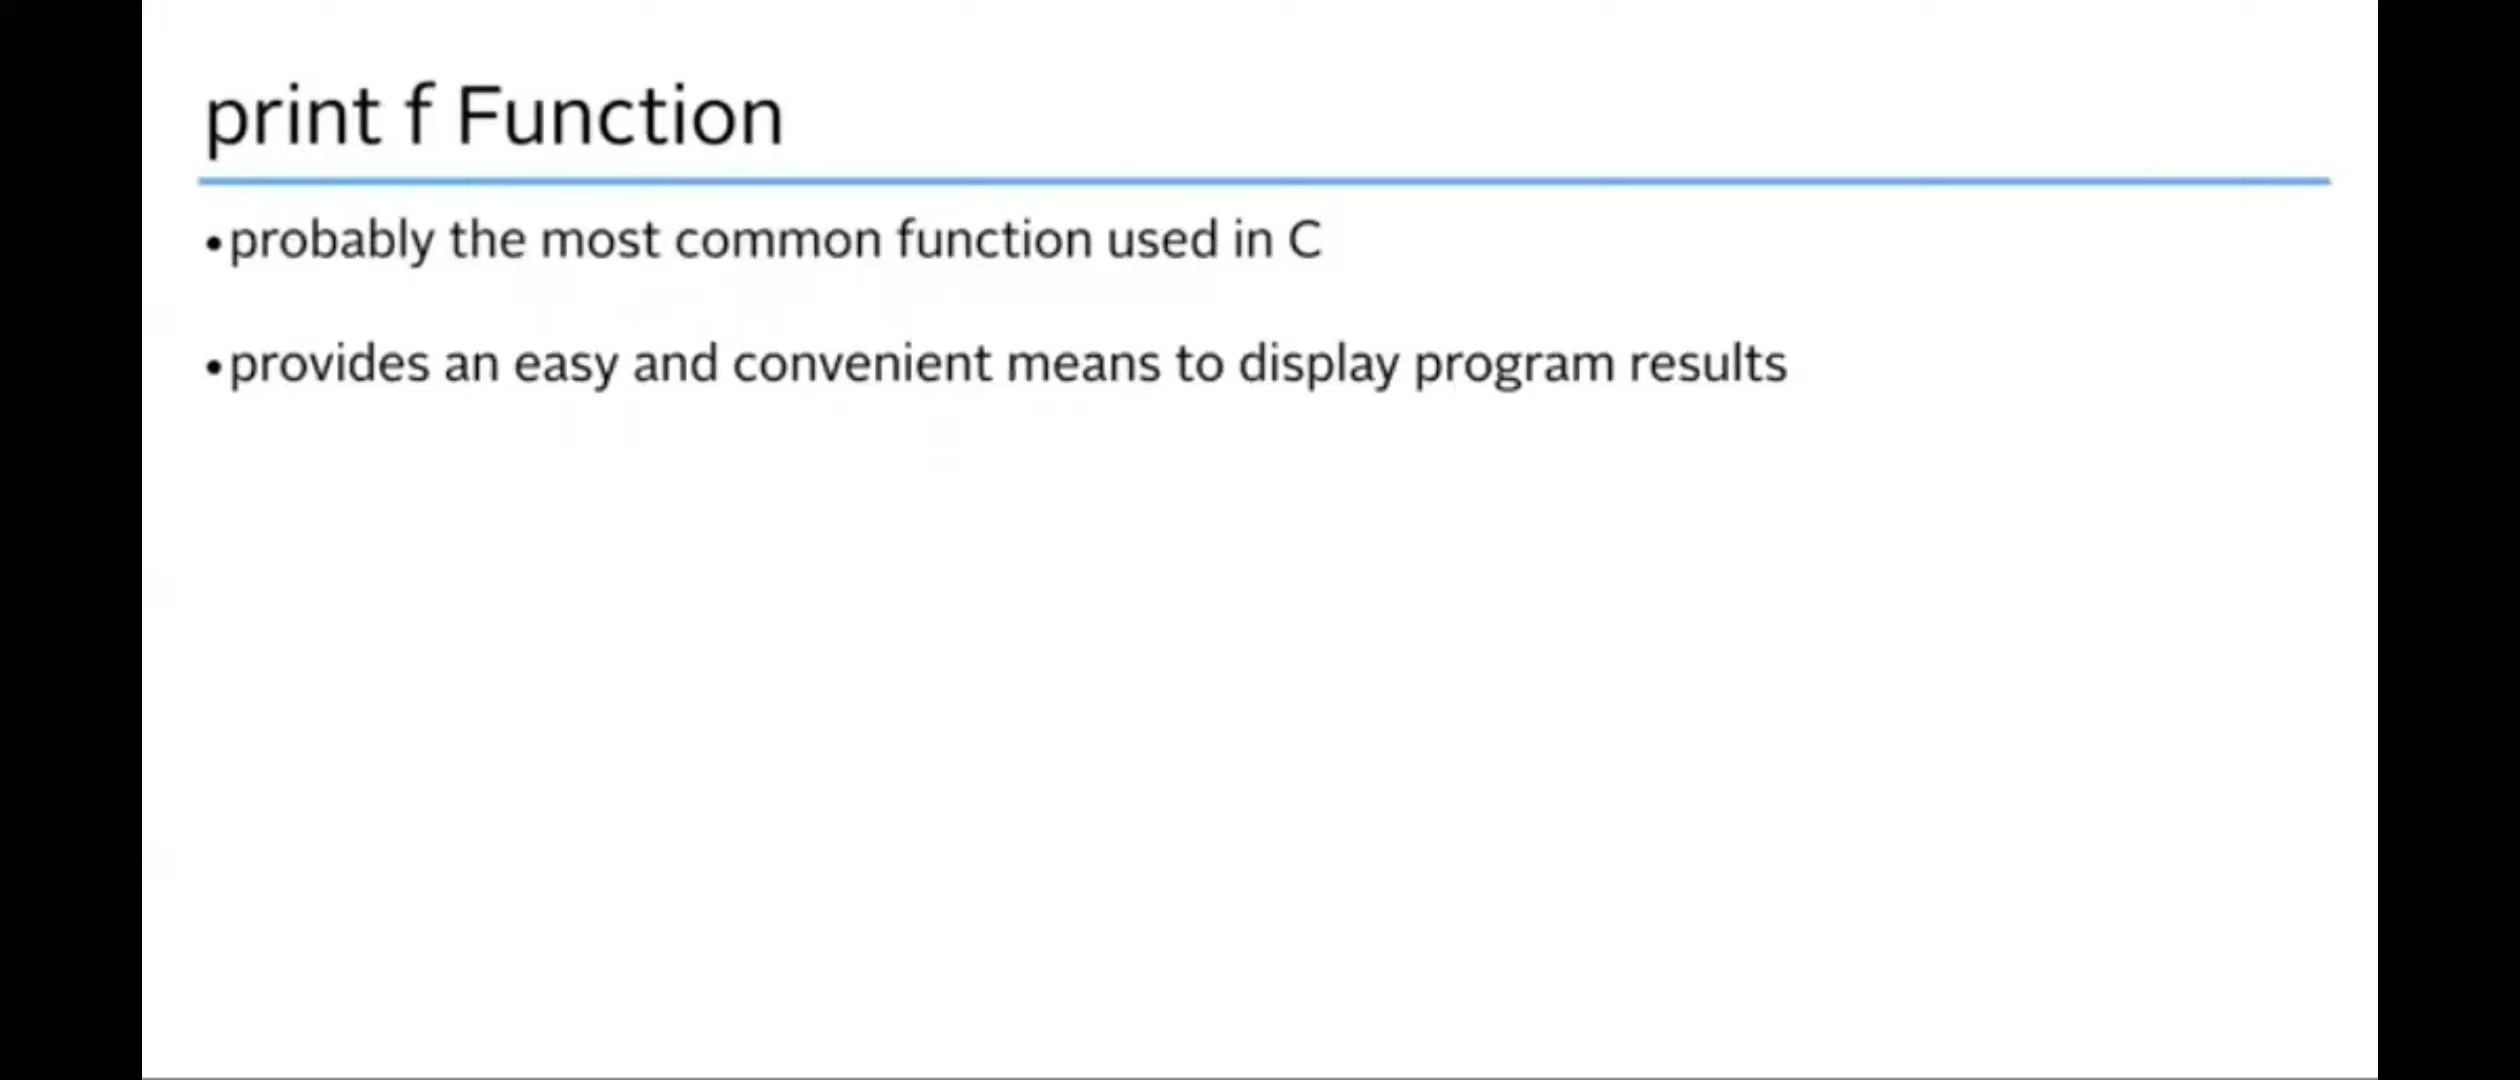 print f Function
•probably the most common function used in C
•provides an easy and convenient means to display program results